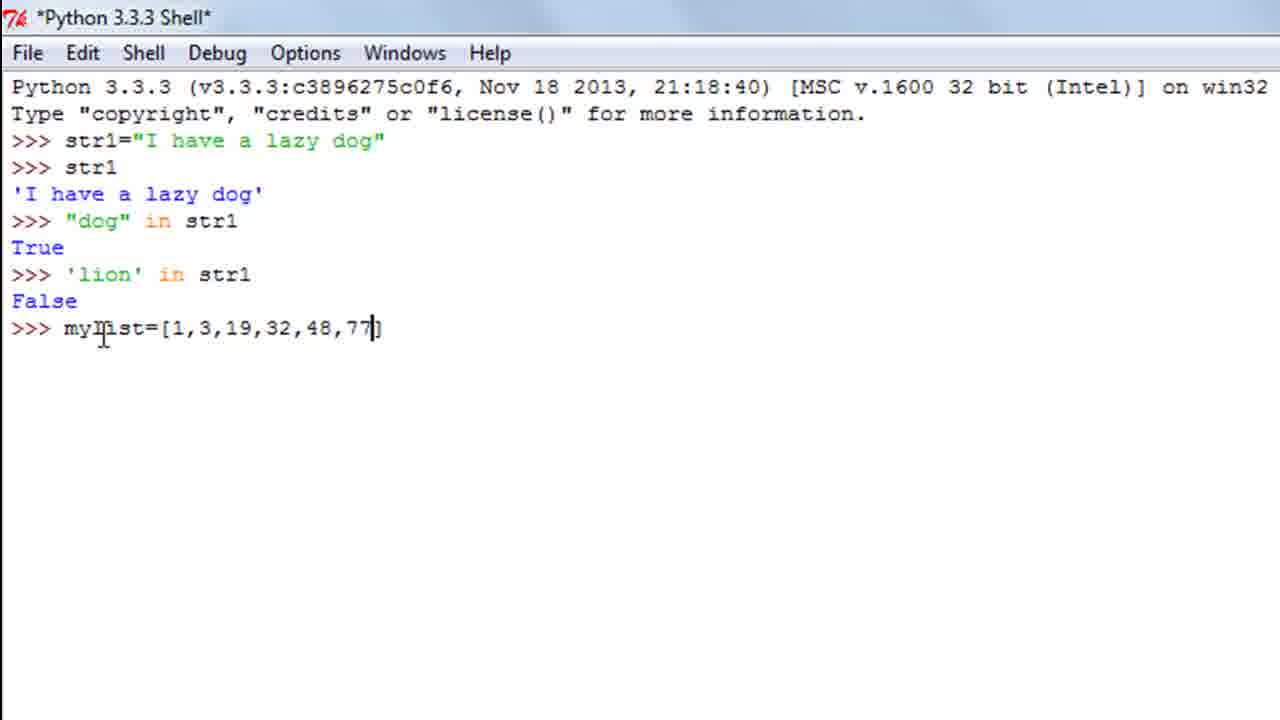 *Python 3.3.3 Shell*
File Edit Shell Debug Options Windows Help
Python 3.3.3 (v3.3.3:c3896275c0f6, Nov 18 2013, 21:18:40) [MSC v.1600 32 bit (Intel)] on win32
Type "copyright", "credits" or "license()" for more information.
>>> str1="I have a lazy dog"
>>> str1
'I have a lazy dog'
>>> "dog" in str1
True
>>> 'lion' in str1
False
>>> mylist=[1,3,19,32,48,77]